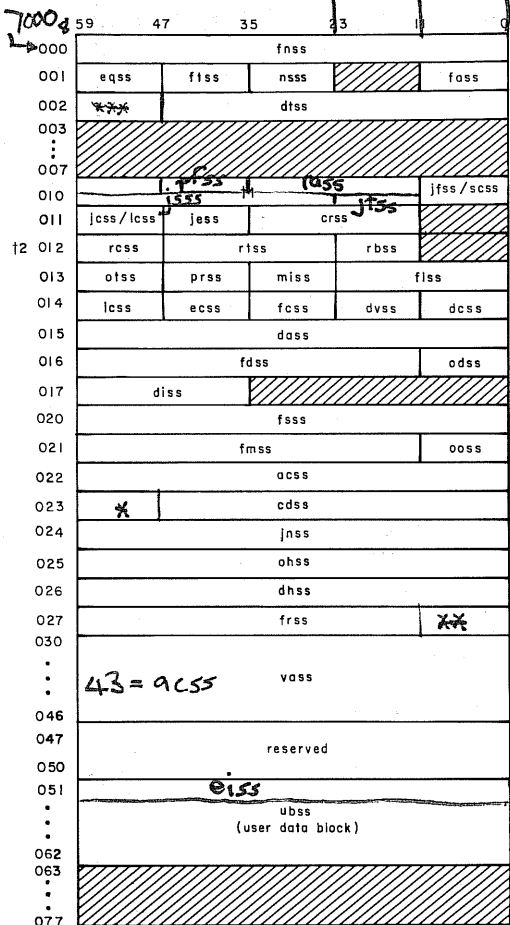 7000₈
59 47 35 23 11 0
000 fnss
001 eqss ftss nsss fass
002 *** dtss
003
007
010 pfss jfss/scss
isss jtss
011 jcss/lcss jess crss
†2 012 rcss rtss rbss
013 otss prss miss flss
014 lcss ecss fcss dvss dcss
015 dass
016 fdss odss
017 diss
020 fsss
021 fmss ooss
022 acss
023 * cdss
024 jnss
025 ohss
026 dhss
027 frss **
030
43 = acss vass
046
047 reserved
050
051 eiss
ubss
(user data block)
062
063
077